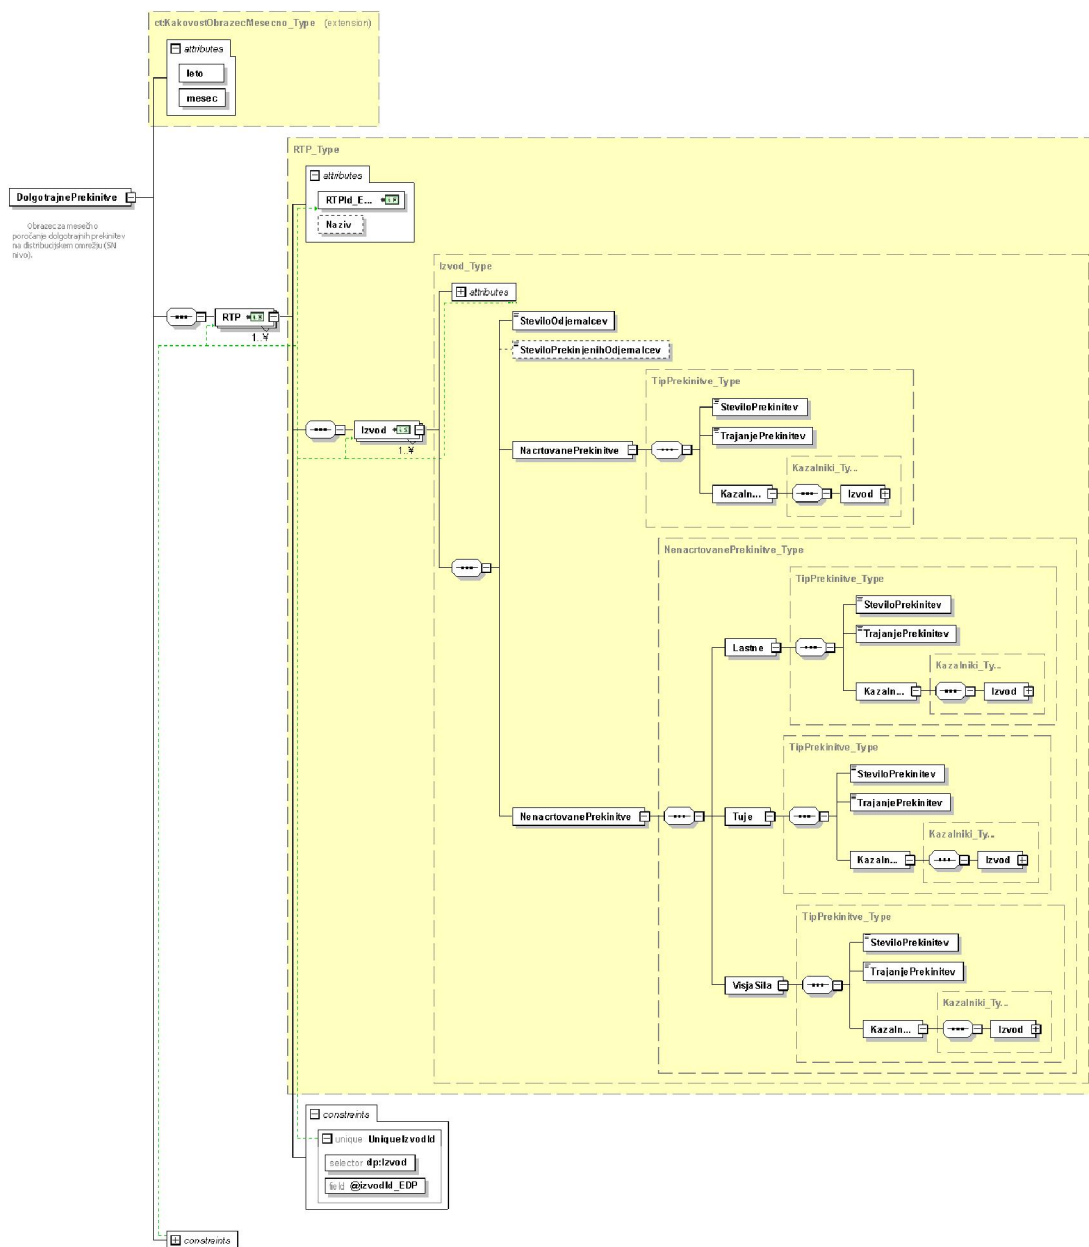 ct:KakovostObrazecMesecno_Type (extension)
attributes
leto
mesec
DolgotrajnePrekinitve
Obrazec za mesečno
poročanje dolgotrajnih prekinitev
na distribucijskem omrežju (SN
nivo).
RTP_Type
attributes
RTPId_E...
Naziv
RTP
1..¥
Izvod_Type
attributes
SteviloOdjemalcev
SteviloPrekinjenihOdjemalcev
Izvod
1..¥
NacrtovanePrekinitve
TipPrekinitve_Type
SteviloPrekinitev
TrajanjePrekinitev
Kazaln...
Kazalniki_Ty...
Izvod
NenacrtovanePrekinitve
NenacrtovanePrekinitve_Type
Lastne
TipPrekinitve_Type
SteviloPrekinitev
TrajanjePrekinitev
Kazaln...
Kazalniki_Ty...
Izvod
Tuje
TipPrekinitve_Type
SteviloPrekinitev
TrajanjePrekinitev
Kazaln...
Kazalniki_Ty...
Izvod
VisjaSila
TipPrekinitve_Type
SteviloPrekinitev
TrajanjePrekinitev
Kazaln...
Kazalniki_Ty...
Izvod
constraints
unique UniqueIzvodId
selector dp:Izvod
field @izvodId_EDP
constraints